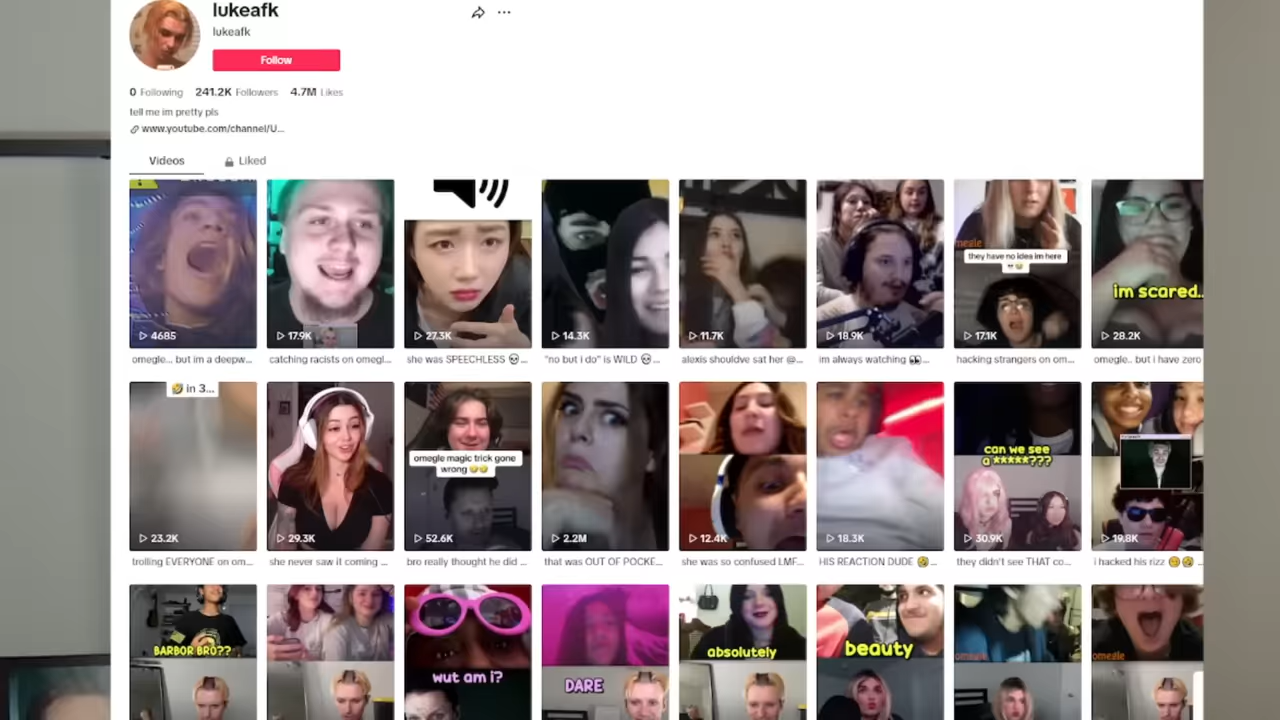 lukeafk
lukeafk
Follow
0 Following 241.2K Followers 4.7M Likes
tell me im pretty pls
www.youtube.com/channel/U...
Videos Liked
omegle
they have no idea im here
im scared..
4685 17.9K 27.3K 14.3K 11.7K 18.9K 17.1K 28.2K
omegle... but im a deepw... catching racists on omegl... she was SPEECHLESS 💀... "no but i do" is WILD 💀... alexis shouldve sat her @... im always watching 👀... hacking strangers on om... omegle.. but i have zero
🤣 in 3...
omegle magic trick gone
wrong 🤣🤣
can we see
a *****???
23.2K 29.3K 52.6K 2.2M 12.4K 18.3K 30.9K 19.8K
trolling EVERYONE on om... she never saw it coming ... bro really thought he did ... that was OUT OF POCKE... she was so confused LMF... HIS REACTION DUDE 🤣... they didn't see THAT co... i hacked his rizz 🤣🤣...
BARBOR BRO??
wut am i?
DARE
absolutely
beauty
omegle
omegle